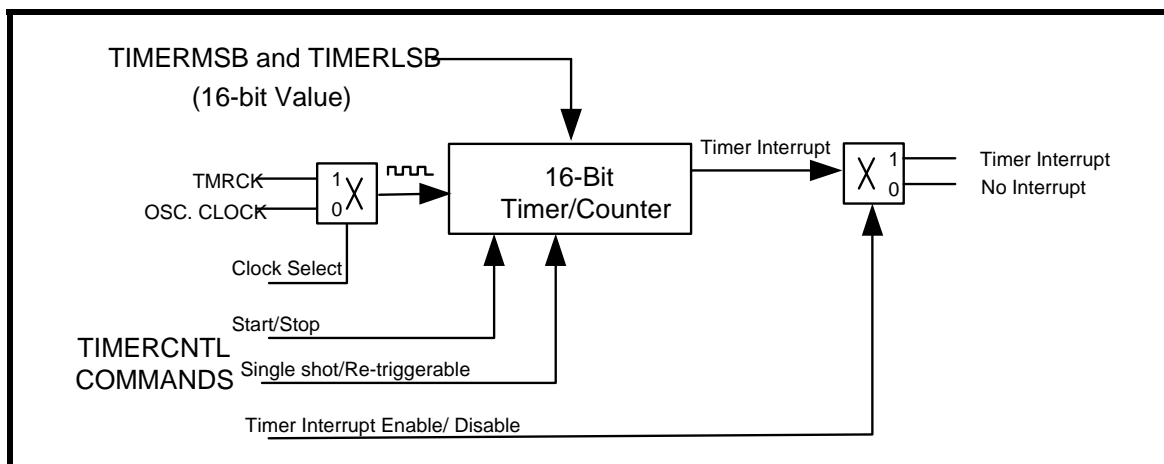 TIMERMSB and TIMERLSB
(16-bit Value)
TMRCK
OSC. CLOCK
1
0
X
Clock Select
16-Bit
Timer/Counter
Timer Interrupt
X
1
0
Timer Interrupt
No Interrupt
Start/Stop
TIMERCNTL
COMMANDS
Single shot/Re-triggerable
Timer Interrupt Enable/ Disable